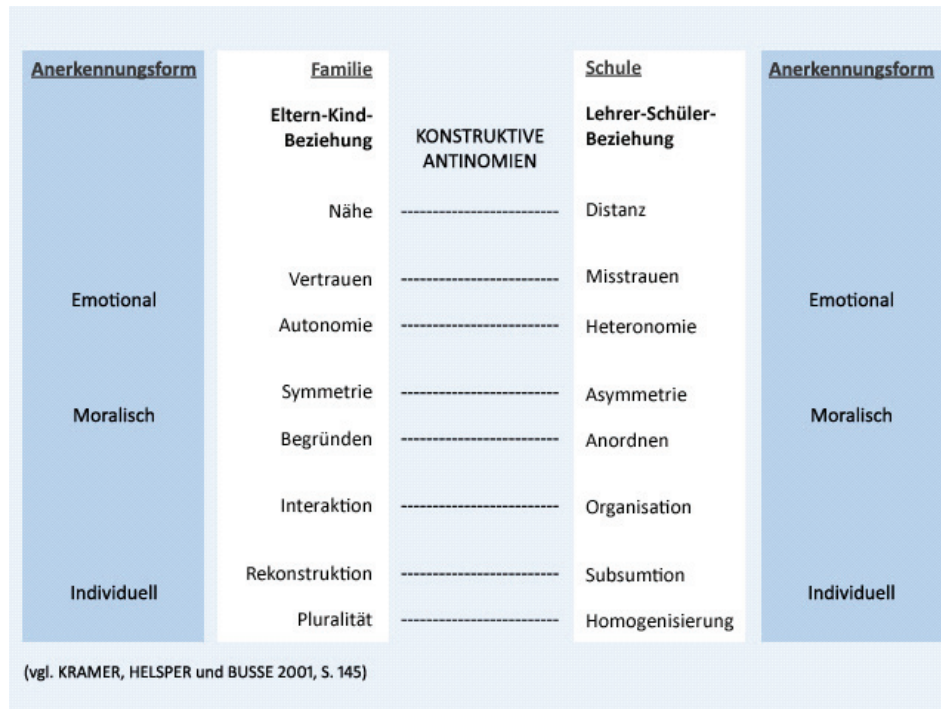 Anerkennungsform Familie Schule Anerkennungsform
Eltern-Kind- Lehrer-Schüler-
Beziehung KONSTRUKTIVE Beziehung
ANTINOMIEN
Nähe ------------------------- Distanz
Vertrauen ------------------------- Misstrauen
Emotional Emotional
Autonomie ------------------------- Heteronomie
Symmetrie ------------------------- Asymmetrie
Moralisch Moralisch
Begründen ------------------------- Anordnen
Interaktion ------------------------- Organisation
Rekonstruktion ------------------------- Subsumtion
Individuell Individuell
Pluralität ------------------------- Homogenisierung
(vgl. KRAMER, HELSPER und BUSSE 2001, S. 145)